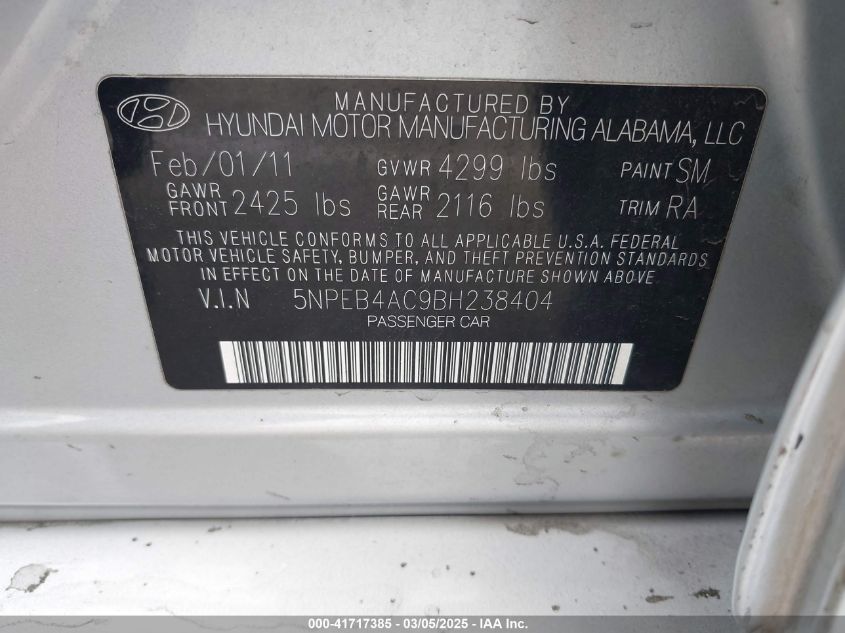 MANUFACTURED BY
HYUNDAI MOTOR MANUFACTURING ALABAMA, LLC
Feb/01/11 GVWR 4299 lbs PAINT SM
GAWR FRONT 2425 lbs GAWR REAR 2116 lbs TRIM RA
THIS VEHICLE CONFORMS TO ALL APPLICABLE U.S.A. FEDERAL
MOTOR VEHICLE SAFETY, BUMPER, AND THEFT PREVENTION STANDARDS
IN EFFECT ON THE DATE OF MANUFACTURE SHOWN ABOVE.
V.I.N 5NPEB4AC9BH238404
PASSENGER CAR
000-41717385 - 03/05/2025 - IAA Inc.